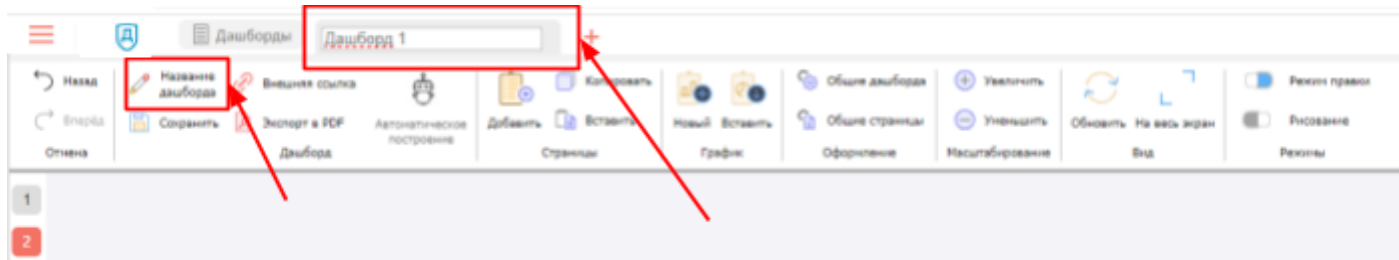 Д Дашборды Дашборд 1 +
Назад Название дашборда Внешняя ссылка Копировать Общие дашборда Увеличить Режим правки
Вперёд Сохранить Экспорт в PDF Автоматическое построение Добавить Вставить Новый Вставить Общие страницы Уменьшить Обновить На весь экран Рисование
Отмена Дашборд Страницы График Оформление Масштабирование Вид Режимы
1
2